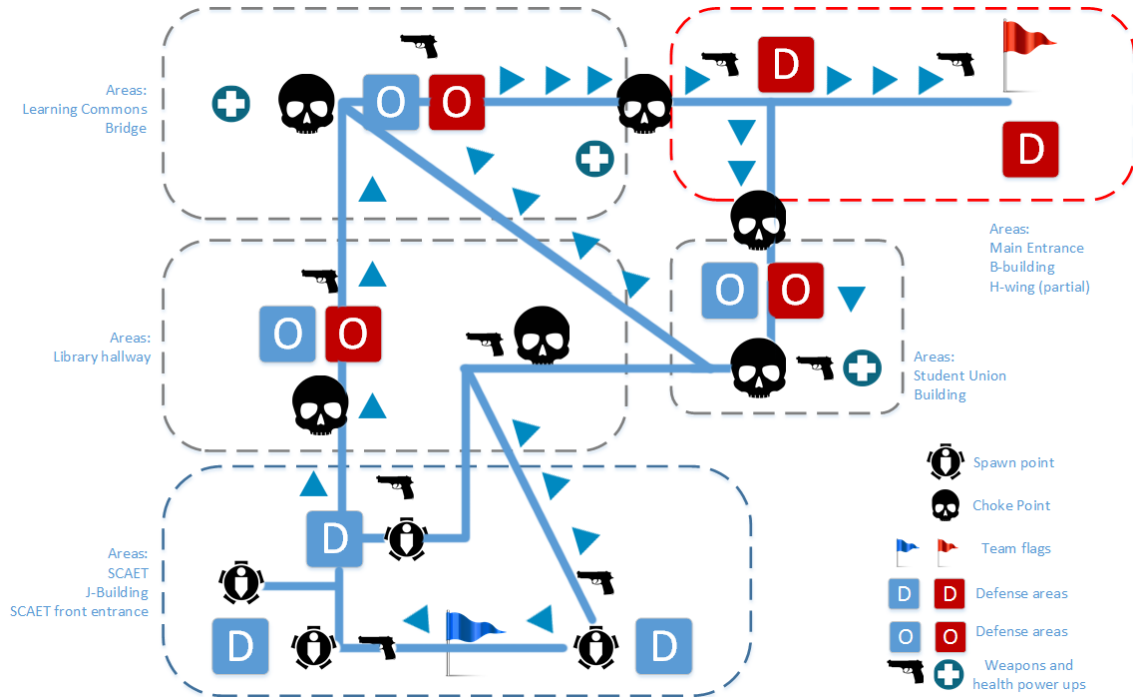 Areas:
Learning Commons
Bridge
O
O
D
D
Areas:
Main Entrance
B-building
H-wing (partial)
Areas:
Library hallway
O
O
O
O
Areas:
Student Union
Building
Areas:
SCAET
J-Building
SCAET front entrance
D
D
D
Spawn point
Choke Point
Team flags
D
D
Defense areas
O
O
Defense areas
Weapons and
health power ups